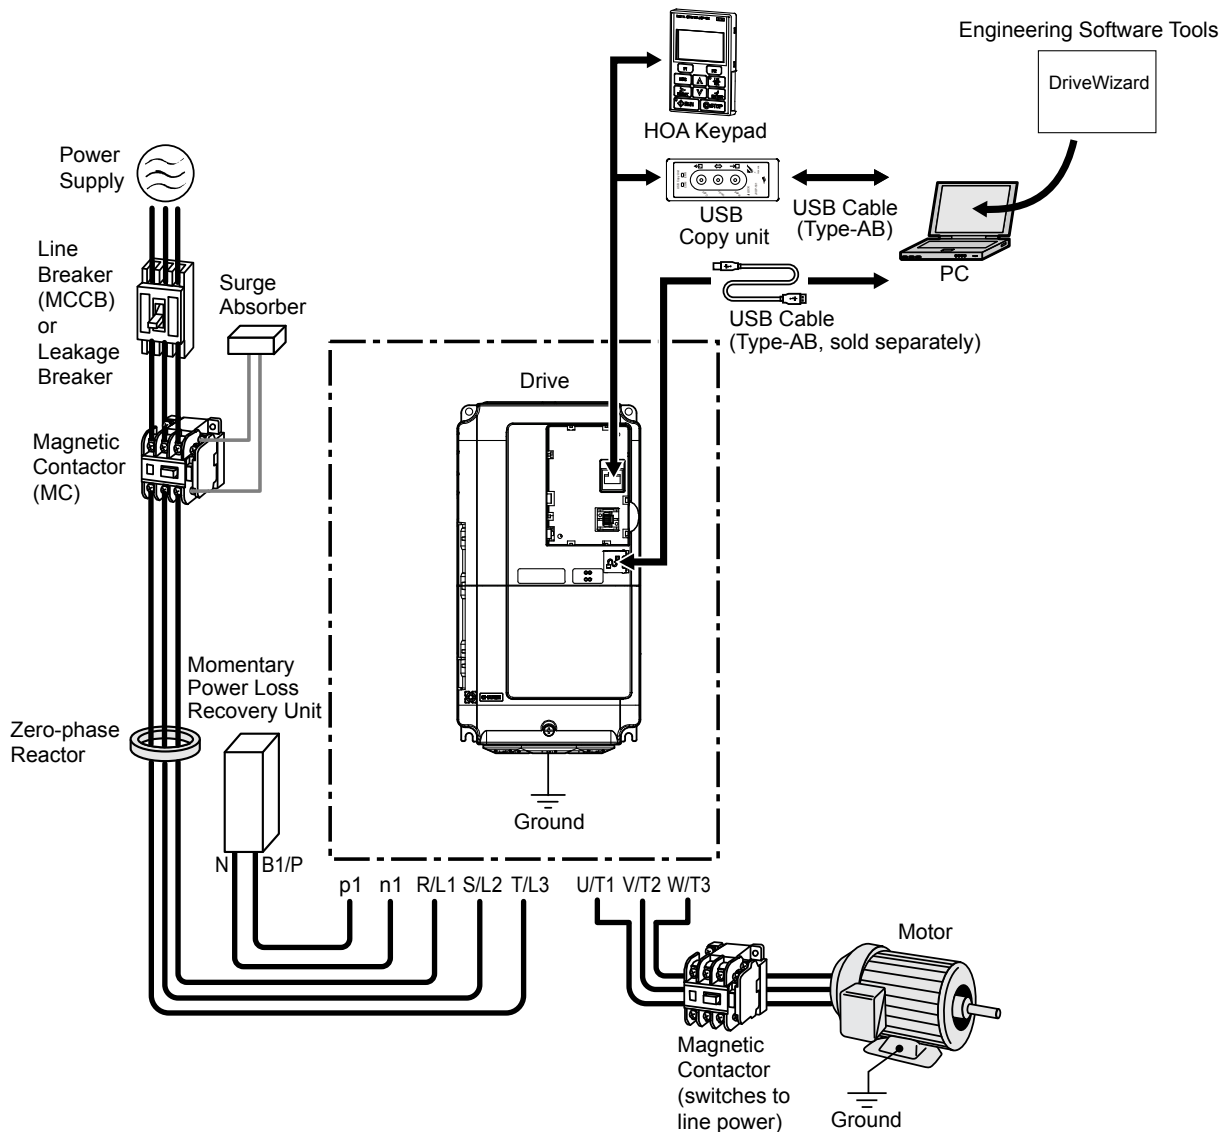 Engineering Software Tools
DriveWizard
HOA Keypad
Power
Supply
USB
Copy unit
USB Cable
(Type-AB)
PC
Line
Breaker
(MCCB)
or
Leakage
Breaker
Surge
Absorber
USB Cable
(Type-AB, sold separately)
Drive
Magnetic
Contactor
(MC)
Momentary
Power Loss
Recovery Unit
Zero-phase
Reactor
Ground
N
B1/P
p1 n1 R/L1 S/L2 T/L3 U/T1 V/T2 W/T3
Motor
Magnetic
Contactor
(switches to
line power)
Ground